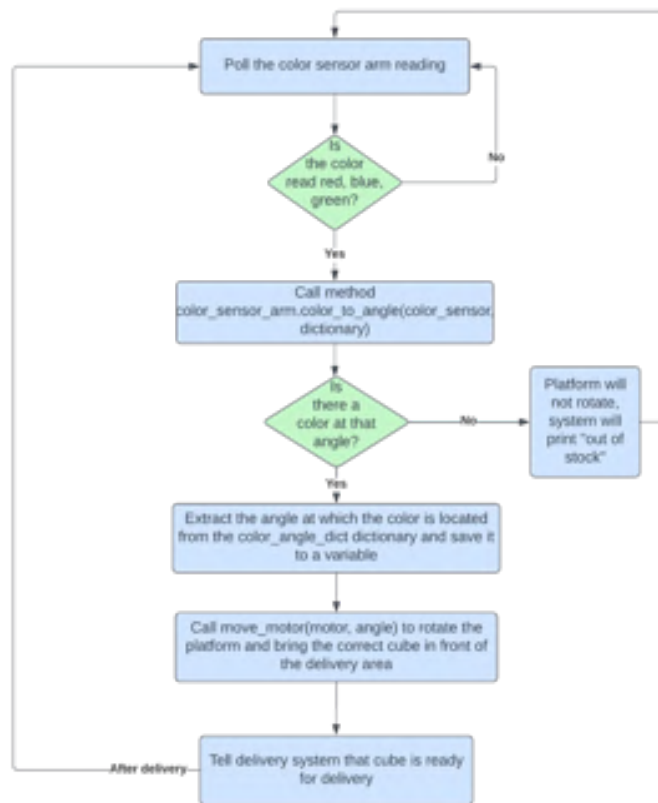 Poll the color sensor arm reading
Is
the color
read red, blue,
green?
No
Yes
Call method
color_sensor_arm.color_to_angle(color_sensor,
dictionary)
Is
there a
color at that
angle?
No
Platform will
not rotate,
system will
print "out of
stock"
Yes
Extract the angle at which the color is located
from the color_angle_dict dictionary and save it
to a variable
Call move_motor(motor, angle) to rotate the
platform and bring the correct cube in front of
the delivery area
Tell delivery system that cube is ready
for delivery
After delivery